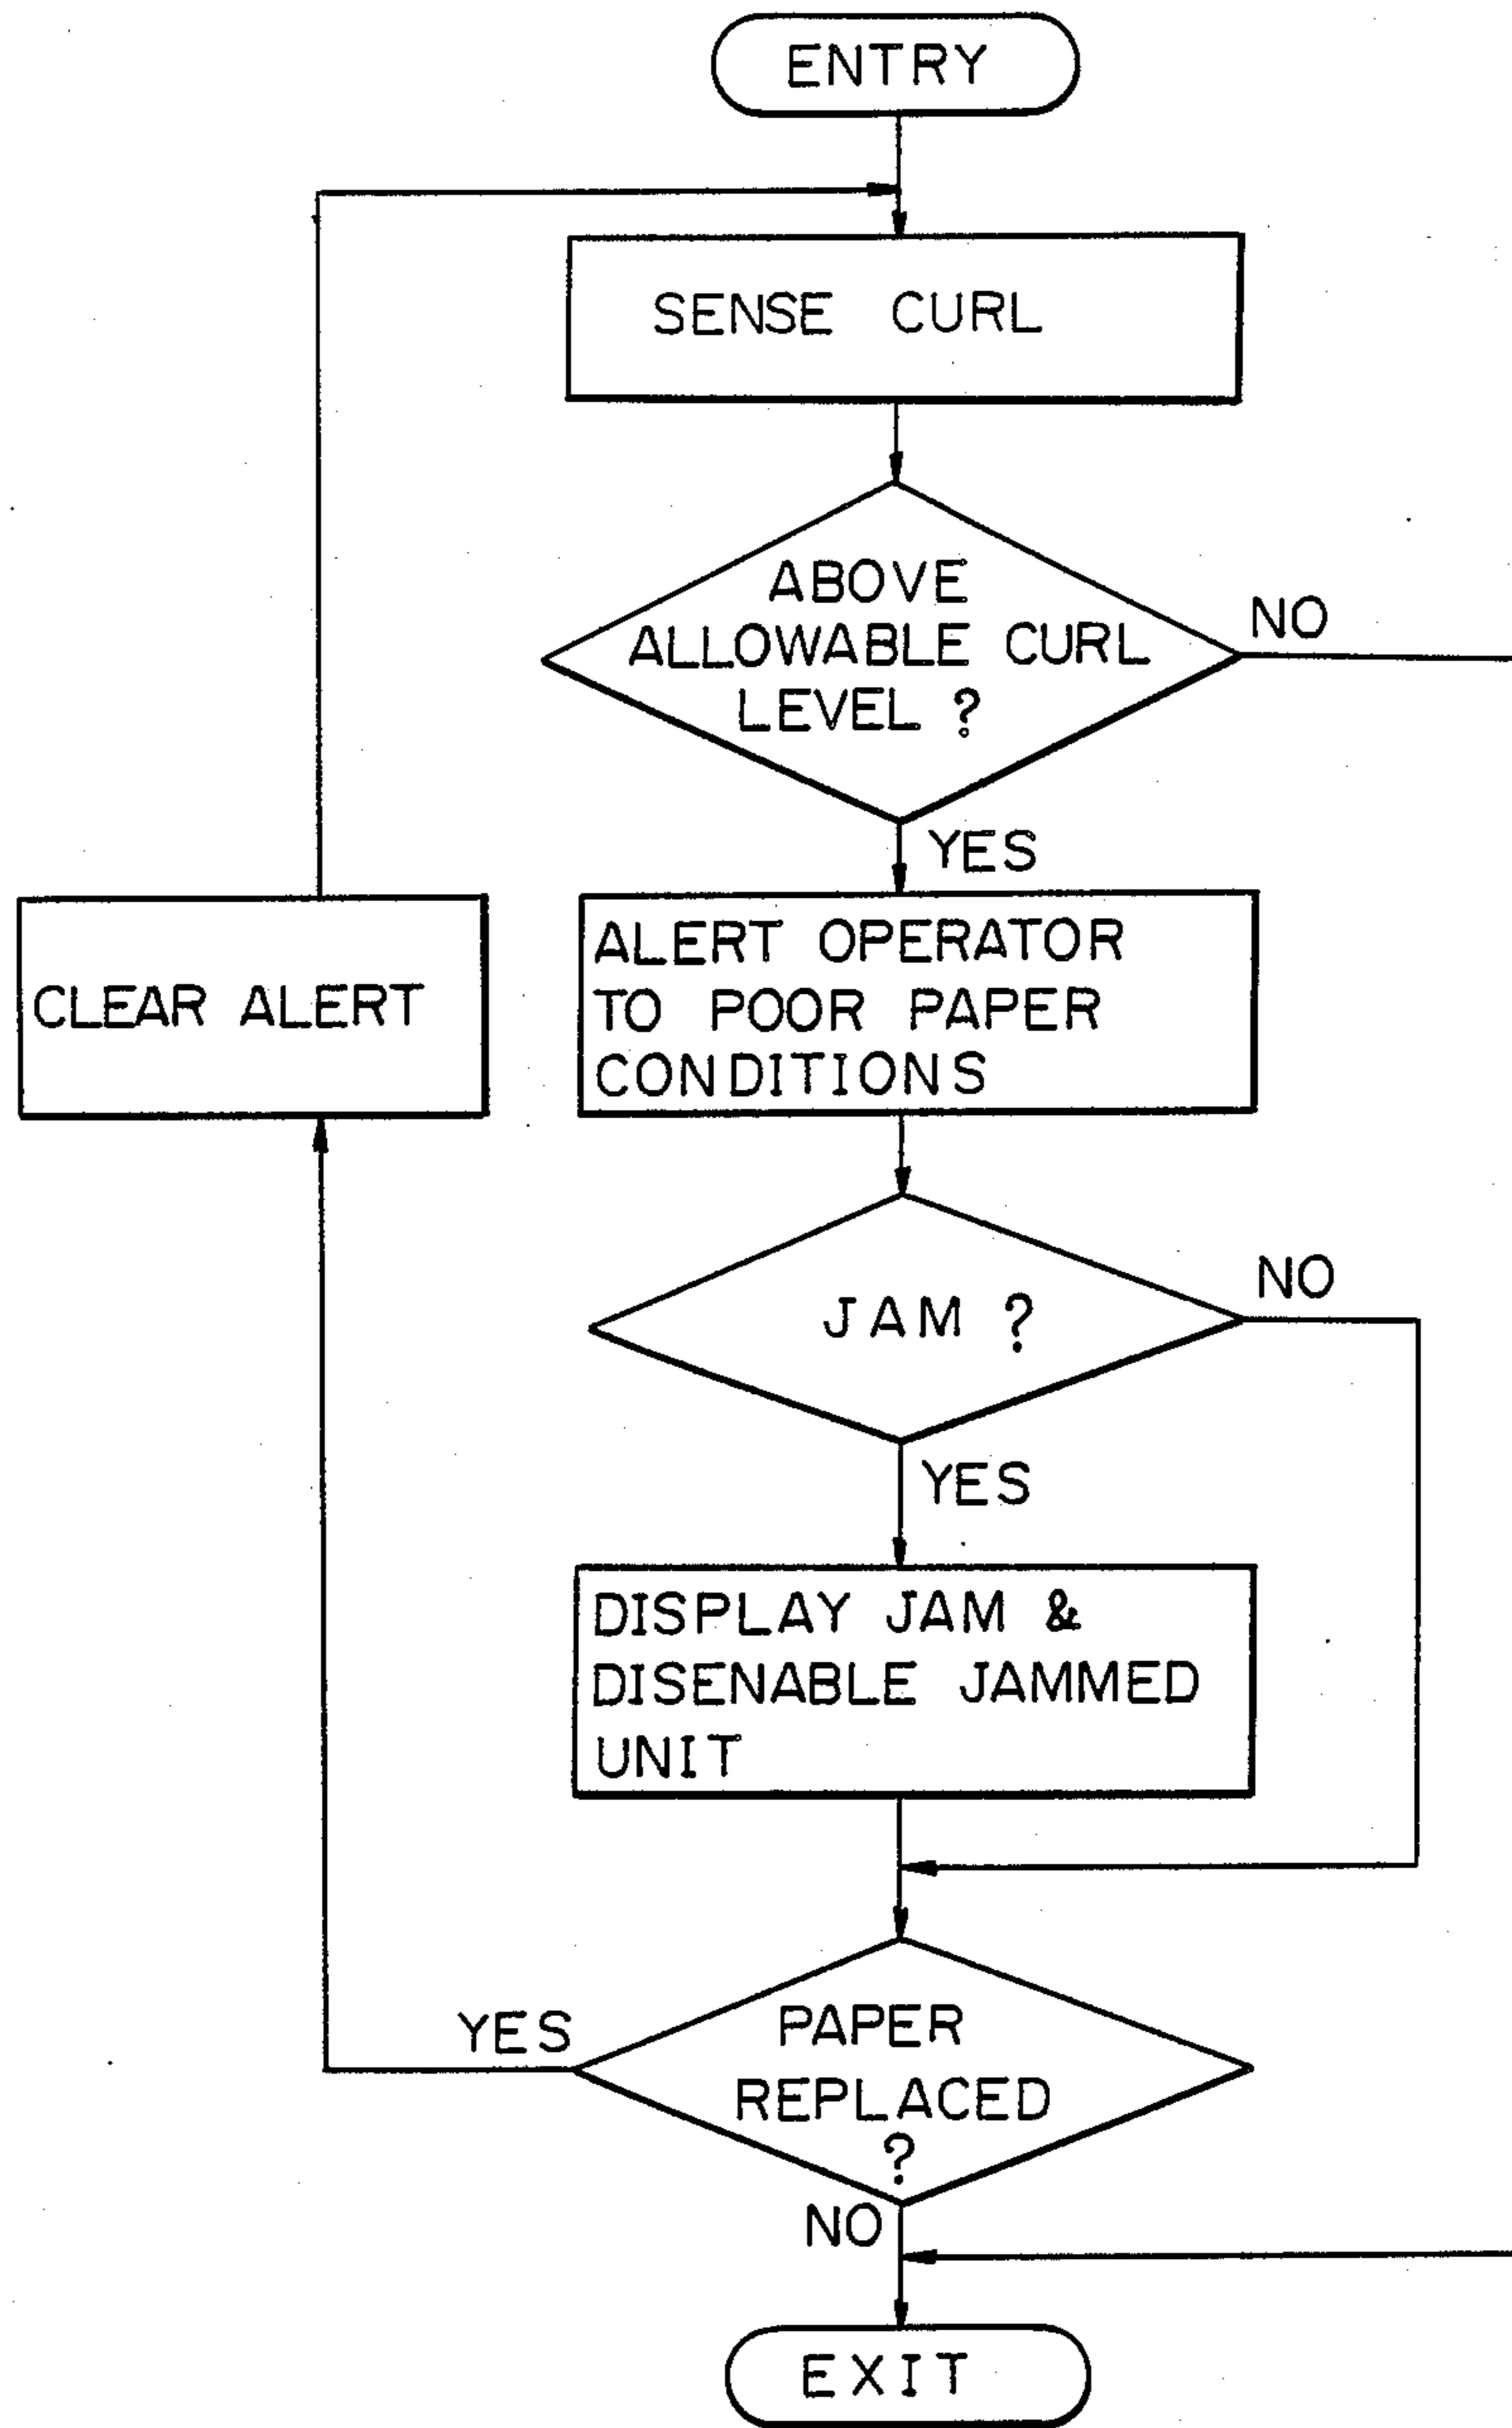 ENTRY
SENSE CURL
ABOVE
ALLOWABLE CURL
LEVEL ?
NO
YES
ALERT OPERATOR
TO POOR PAPER
CONDITIONS
CLEAR ALERT
JAM ?
NO
YES
DISPLAY JAM &
DISENABLE JAMMED
UNIT
PAPER
REPLACED
?
YES
NO
EXIT